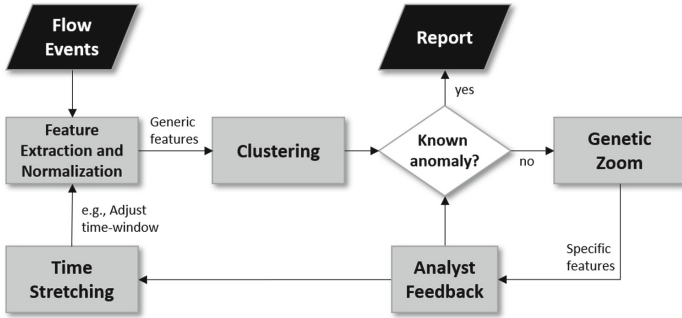 Flow
Events
Report
yes
Feature
Extraction and
Normalization
Generic
features
Clustering
Known
anomaly?
no
Genetic
Zoom
e.g., Adjust
time-window
Specific
features
Time
Stretching
Analyst
Feedback